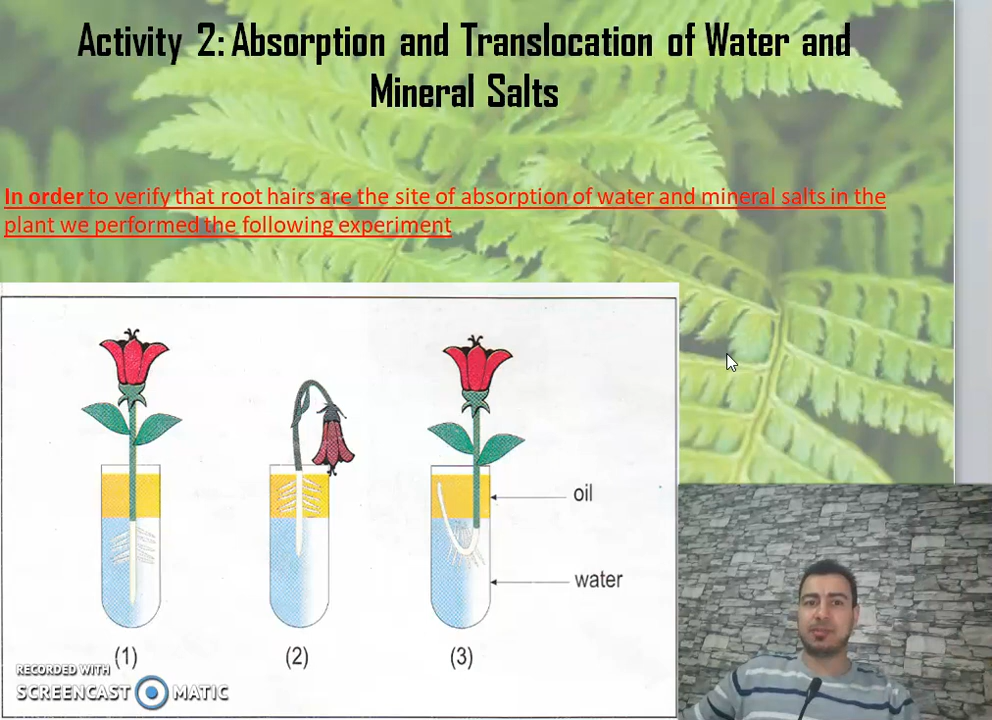 Activity 2: Absorption and Translocation of Water and
Mineral Salts
In order to verify that root hairs are the site of absorption of water and mineral salts in the
plant we performed the following experiment
oil
water
(1)
(2)
(3)
RECORDED WITH
SCREENCAST MATIC